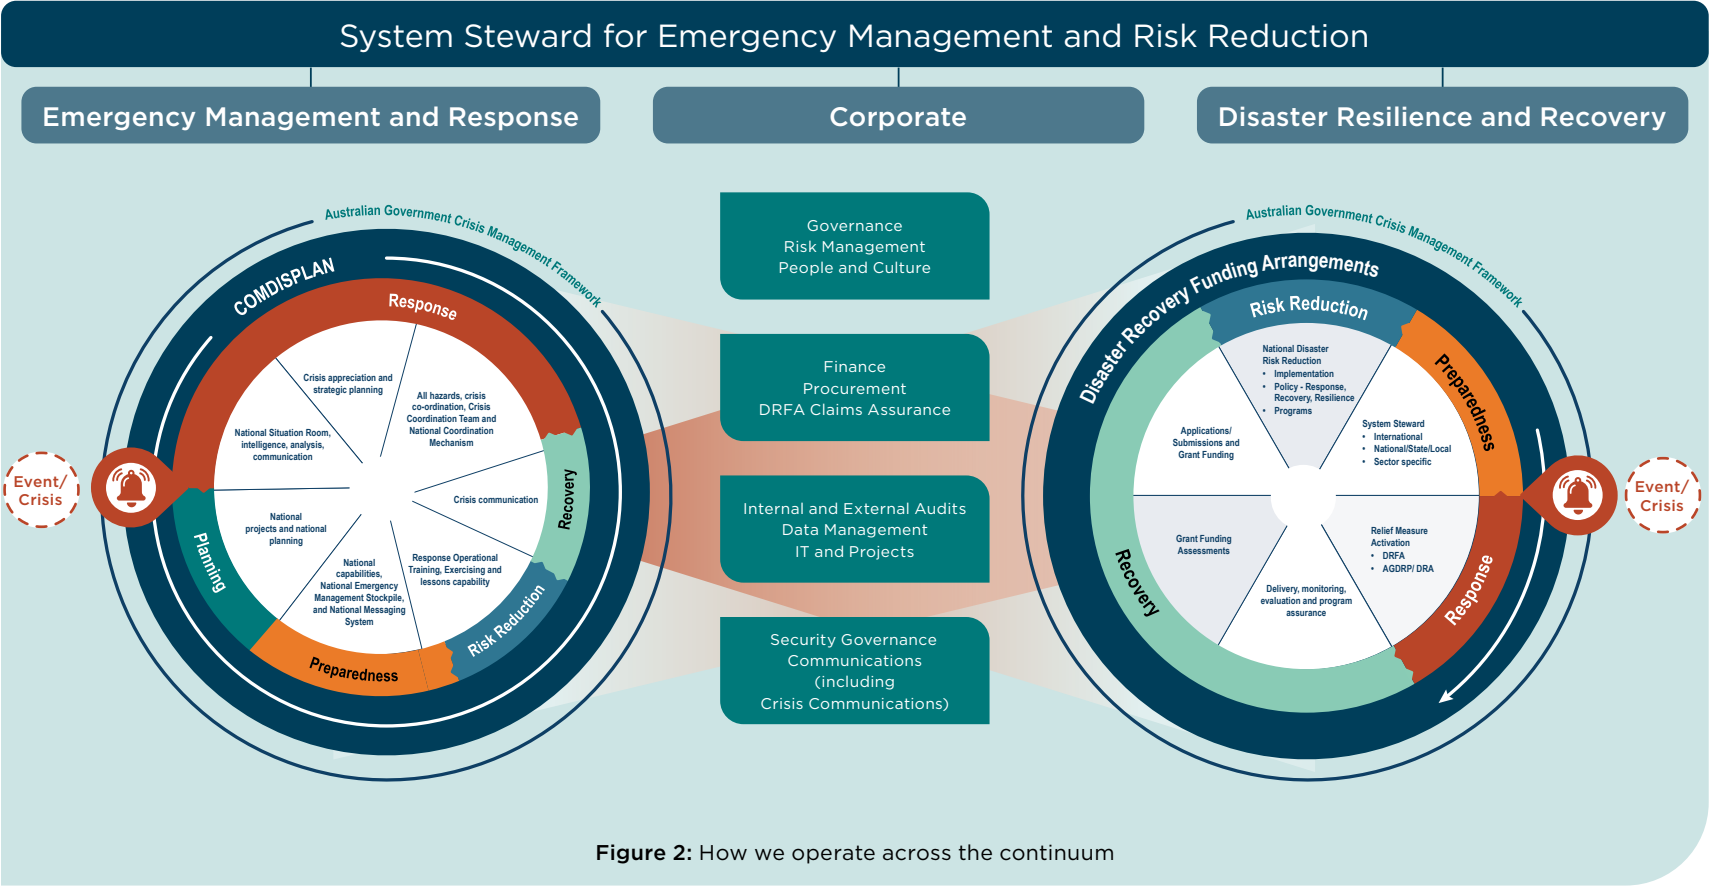 System Steward for Emergency Management and Risk Reduction
Emergency Management and Response
Corporate
Disaster Resilience and Recovery
Australian Government Crisis Management Framework
COMDISPLAN
Response
Crisis appreciation and
strategic planning
All hazards, crisis
co-ordination, Crisis
Coordination Team and
National Coordination
Mechanism
National Situation Room,
intelligence, analysis,
communication
Crisis communication
Recovery
National
projects and national
planning
Planning
National
capabilities,
National Emergency
Management Stockpile,
and National Messaging
System
Response Operational
Training, Exercising and
lessons capability
Risk Reduction
Preparedness
Event/
Crisis
Governance
Risk Management
People and Culture
Finance
Procurement
DRFA Claims Assurance
Internal and External Audits
Data Management
IT and Projects
Security Governance
Communications
(including
Crisis Communications)
Australian Government Crisis Management Framework
Disaster Recovery Funding Arrangements
Risk Reduction
National Disaster
Risk Reduction
• Implementation
• Policy - Response,
Recovery, Resilience
• Programs
Preparedness
System Steward
• International
• National/State/Local
• Sector specific
Applications/
Submissions and
Grant Funding
Grant Funding
Assessments
Relief Measure
Activation
• DRFA
• AGDRP/ DRA
Delivery, monitoring,
evaluation and program
assurance
Recovery
Response
Event/
Crisis
Figure 2: How we operate across the continuum